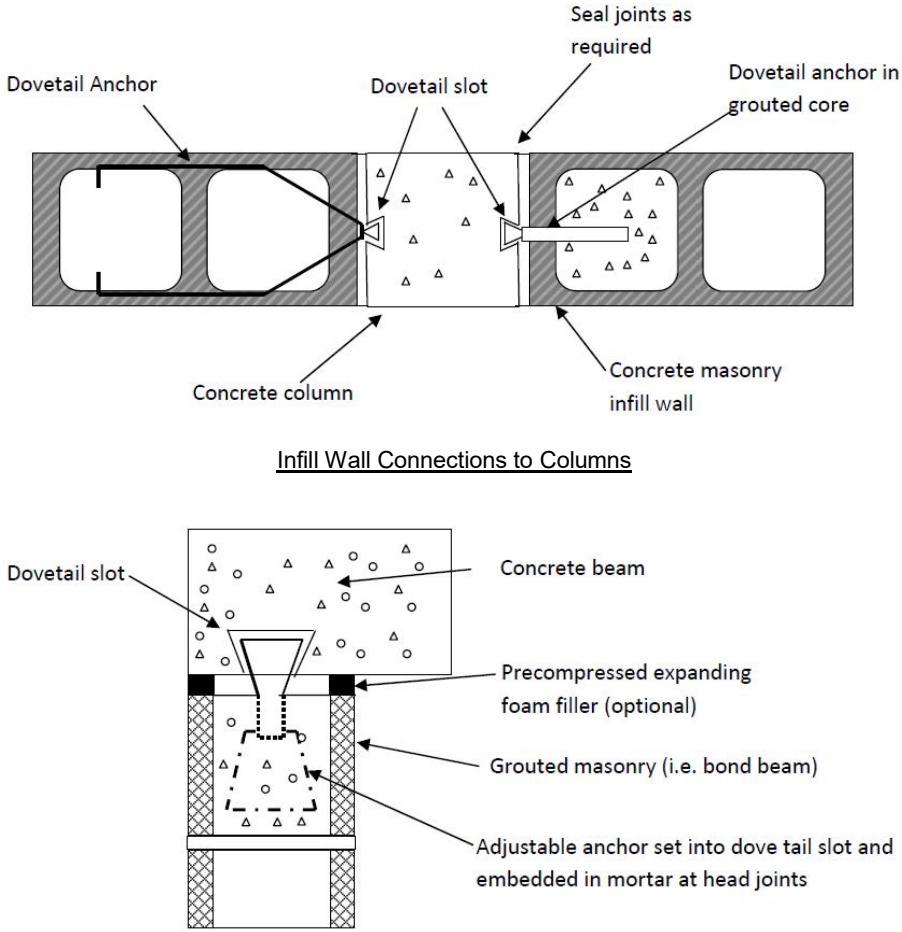 Seal joints as
required
Dovetail Anchor
Dovetail slot
Dovetail anchor in
grouted core
Concrete column
Concrete masonry
infill wall
Infill Wall Connections to Columns
Dovetail slot
Concrete beam
Precompressed expanding
foam filler (optional)
Grouted masonry (i.e. bond beam)
Adjustable anchor set into dove tail slot and
embedded in mortar at head joints